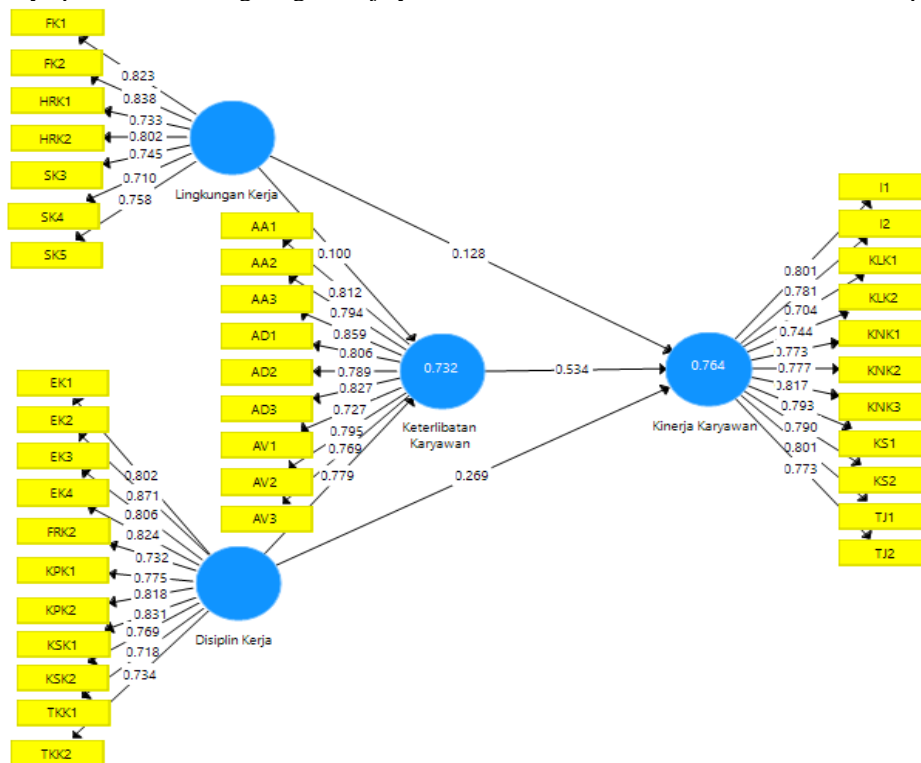 FK1
FK2
HRK1
HRK2
SK3
SK4
SK5
0.823
0.838
0.733
0.802
0.745
0.710
0.758
Lingkungan Kerja
0.100
0.128
AA1
AA2
AA3
AD1
AD2
AD3
AV1
AV2
AV3
0.812
0.794
0.859
0.806
0.789
0.827
0.727
0.795
0.769
0.779
0.732
Keterlibatan
Karyawan
0.534
0.269
EK1
EK2
EK3
EK4
FRK2
KPK1
KPK2
KSK1
KSK2
TKK1
TKK2
0.802
0.871
0.806
0.824
0.732
0.775
0.818
0.831
0.769
0.718
0.734
Disiplin Kerja
0.764
Kinerja Karyawan
0.801
0.781
0.704
0.744
0.773
0.777
0.817
0.793
0.790
0.801
0.773
I1
I2
KLK1
KLK2
KNK1
KNK2
KNK3
KS1
KS2
TJ1
TJ2